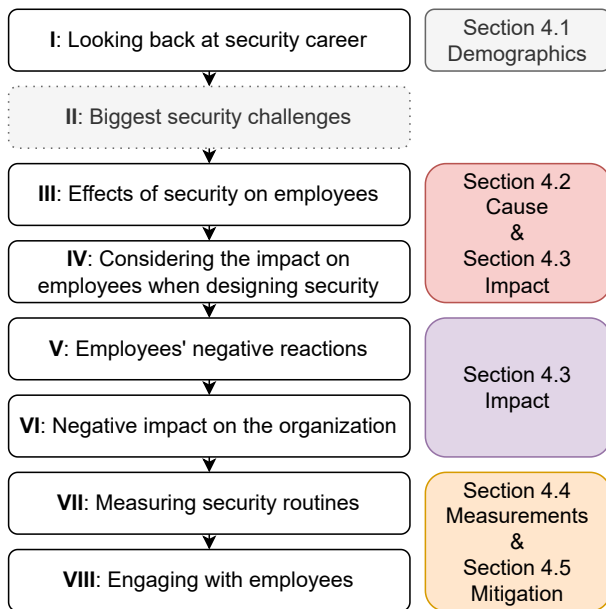 I: Looking back at security career
Section 4.1
Demographics
II: Biggest security challenges
III: Effects of security on employees
IV: Considering the impact on
employees when designing security
Section 4.2
Cause
&
Section 4.3
Impact
V: Employees' negative reactions
VI: Negative impact on the organization
Section 4.3
Impact
VII: Measuring security routines
VIII: Engaging with employees
Section 4.4
Measurements
&
Section 4.5
Mitigation